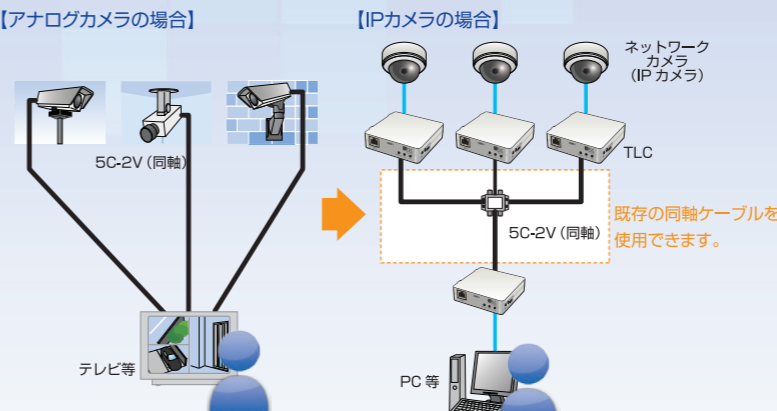 【アナログカメラの場合】
5C-2V（同軸）
テレビ等
【IPカメラの場合】
ネットワーク
カメラ
（IP カメラ）
TLC
5C-2V（同軸）
既存の同軸ケーブルを
使用できます。
PC 等